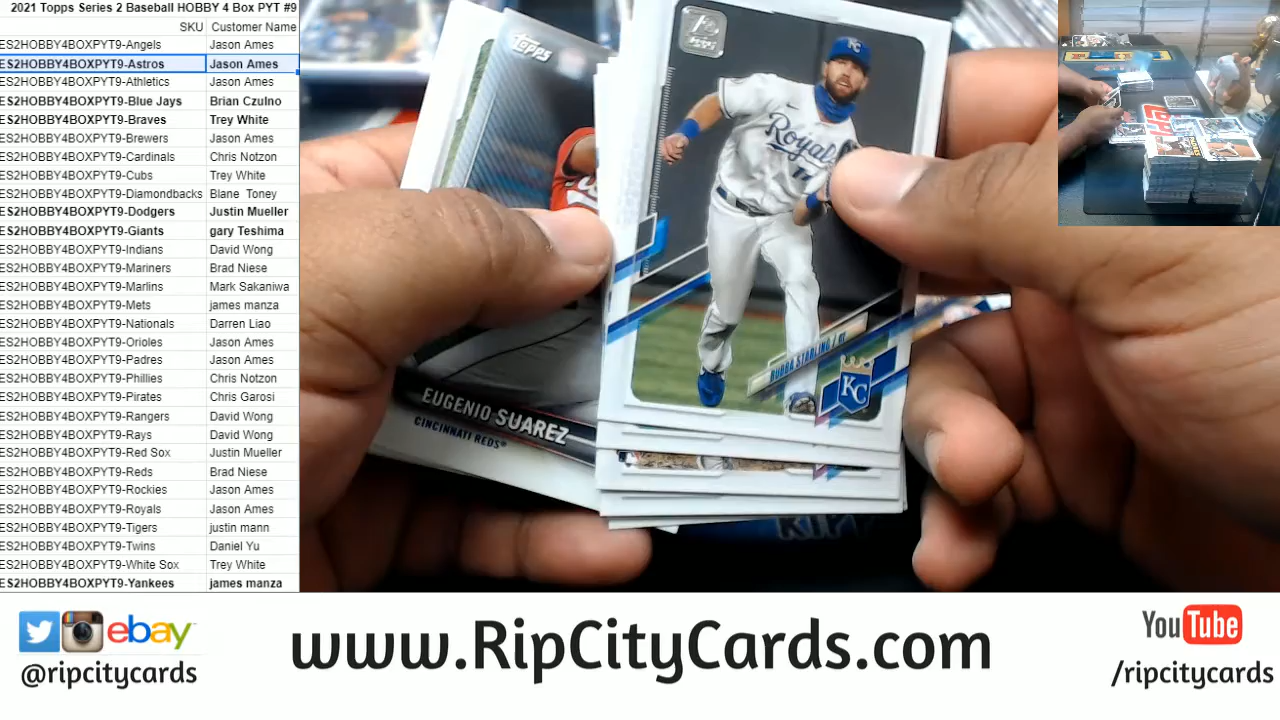 2021 Topps Series 2 Baseball HOBBY 4 Box PYT #9
SKU Customer Name
ES2HOBBY4BOXPYT9-Angels Jason Ames
ES2HOBBY4BOXPYT9-Astros Jason Ames
ES2HOBBY4BOXPYT9-Athletics Jason Ames
ES2HOBBY4BOXPYT9-Blue Jays Brian Czulno
ES2HOBBY4BOXPYT9-Braves Trey White
ES2HOBBY4BOXPYT9-Brewers Jason Ames
ES2HOBBY4BOXPYT9-Cardinals Chris Notzon
ES2HOBBY4BOXPYT9-Cubs Trey White
ES2HOBBY4BOXPYT9-Diamondbacks Blane Toney
ES2HOBBY4BOXPYT9-Dodgers Justin Mueller
ES2HOBBY4BOXPYT9-Giants gary Teshima
ES2HOBBY4BOXPYT9-Indians David Wong
ES2HOBBY4BOXPYT9-Mariners Brad Niese
ES2HOBBY4BOXPYT9-Marlins Mark Sakaniwa
ES2HOBBY4BOXPYT9-Mets james manza
ES2HOBBY4BOXPYT9-Nationals Darren Liao
ES2HOBBY4BOXPYT9-Orioles Jason Ames
ES2HOBBY4BOXPYT9-Padres Jason Ames
ES2HOBBY4BOXPYT9-Phillies Chris Notzon
ES2HOBBY4BOXPYT9-Pirates Chris Garosi
ES2HOBBY4BOXPYT9-Rangers David Wong
ES2HOBBY4BOXPYT9-Rays David Wong
ES2HOBBY4BOXPYT9-Red Sox Justin Mueller
ES2HOBBY4BOXPYT9-Reds Brad Niese
ES2HOBBY4BOXPYT9-Rockies Jason Ames
ES2HOBBY4BOXPYT9-Royals Jason Ames
ES2HOBBY4BOXPYT9-Tigers justin mann
ES2HOBBY4BOXPYT9-Twins Daniel Yu
ES2HOBBY4BOXPYT9-White Sox Trey White
ES2HOBBY4BOXPYT9-Yankees james manza
Topps
Royals
BUBBA STARLING / OF
KC
KC
EUGENIO SUAREZ
CINCINNATI REDS®
RIPP
ebay
@ripcitycards
www.RipCityCards.com
YouTube
/ripcitycards